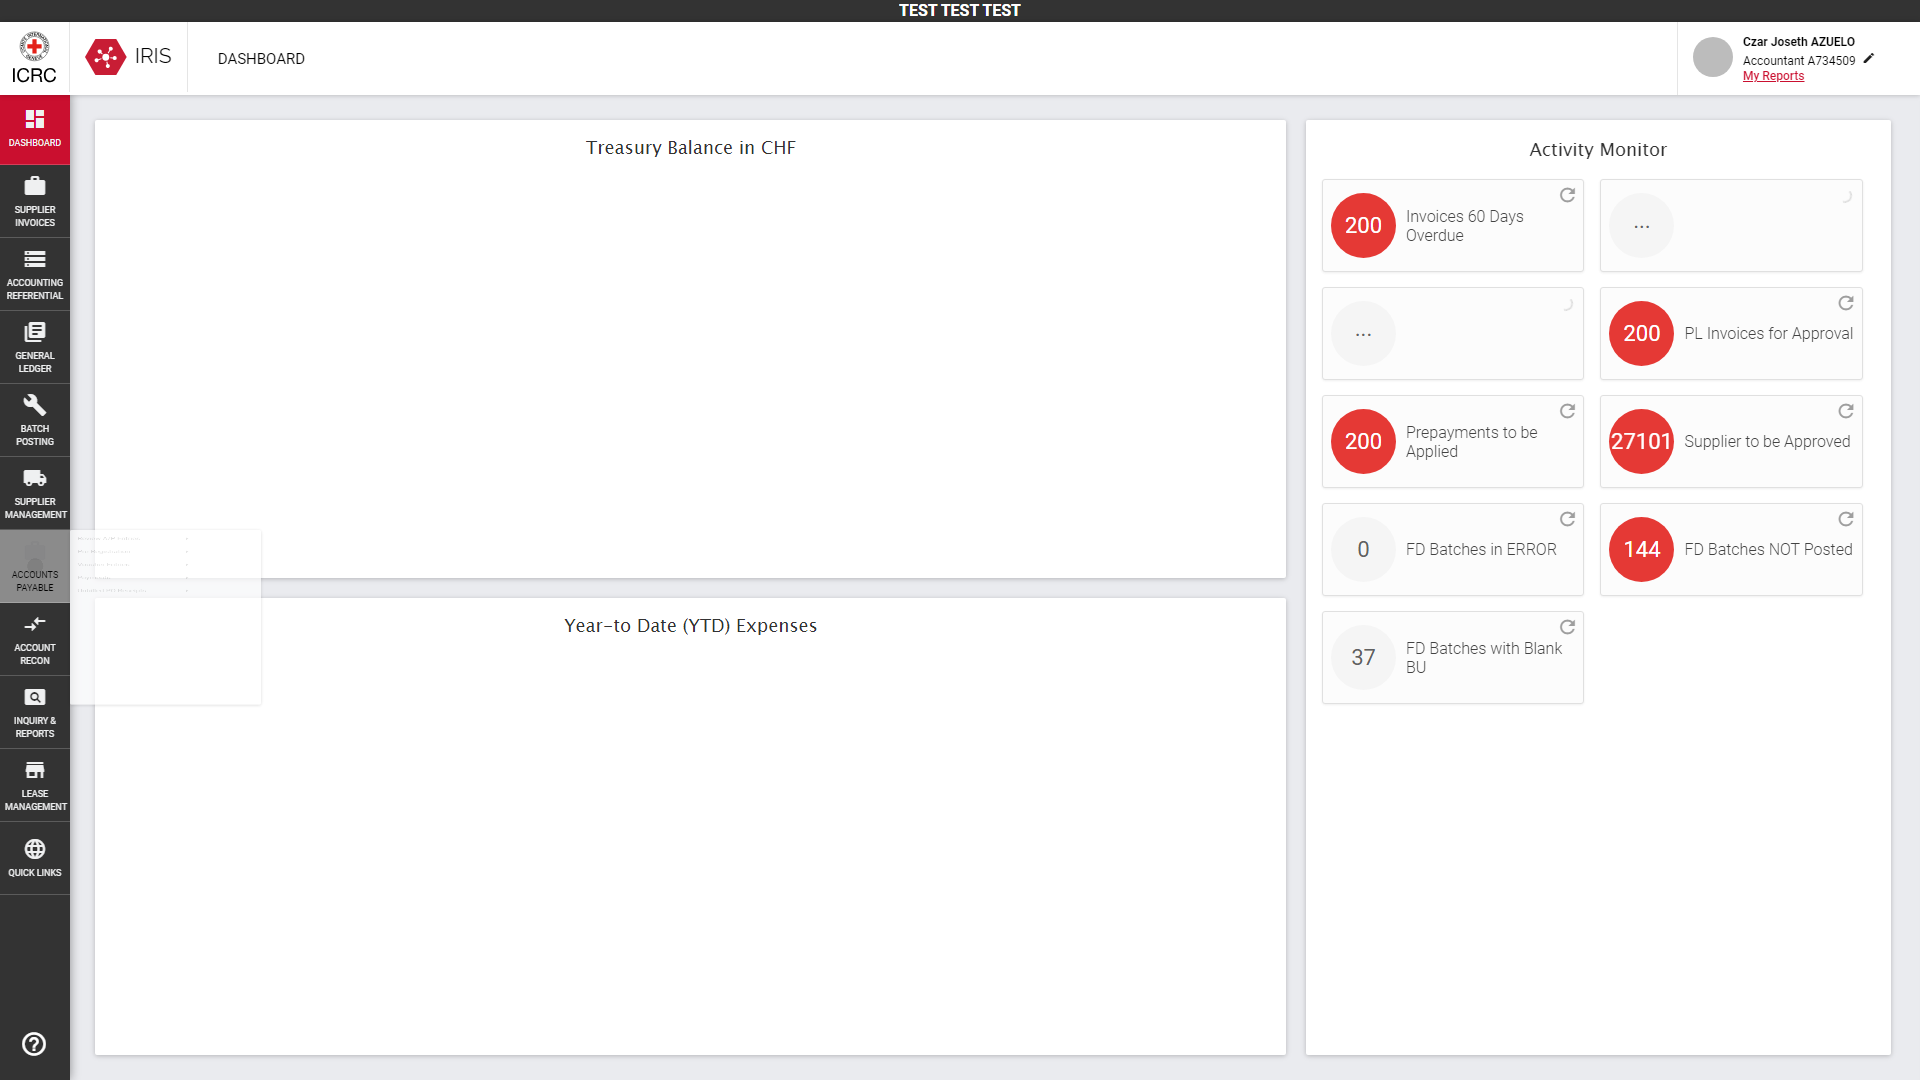 TEST TEST TEST
ICRC
IRIS
DASHBOARD
Czar Joseth AZUELO
Accountant A734509
My Reports
DASHBOARD
SUPPLIER
INVOICES
ACCOUNTING
REFERENTIAL
GENERAL
LEDGER
BATCH
POSTING
SUPPLIER
MANAGEMENT
ACCOUNTS
PAYABLE
ACCOUNT
RECON
INQUIRY &
REPORTS
LEASE
MANAGEMENT
QUICK LINKS
Treasury Balance in CHF
Year-to Date (YTD) Expenses
Activity Monitor
200
Invoices 60 Days
Overdue
...
...
200
PL Invoices for Approval
200
Prepayments to be
Applied
27101
Supplier to be Approved
0
FD Batches in ERROR
144
FD Batches NOT Posted
37
FD Batches with Blank
BU